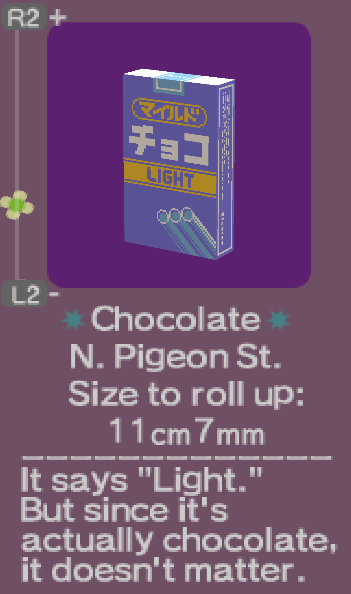 R2 +
マイルド
チョコ
LIGHT
L2 -
Chocolate
N. Pigeon St.
Size to roll up:
11cm7mm
It says "Light."
But since it's
actually chocolate,
it doesn't matter.